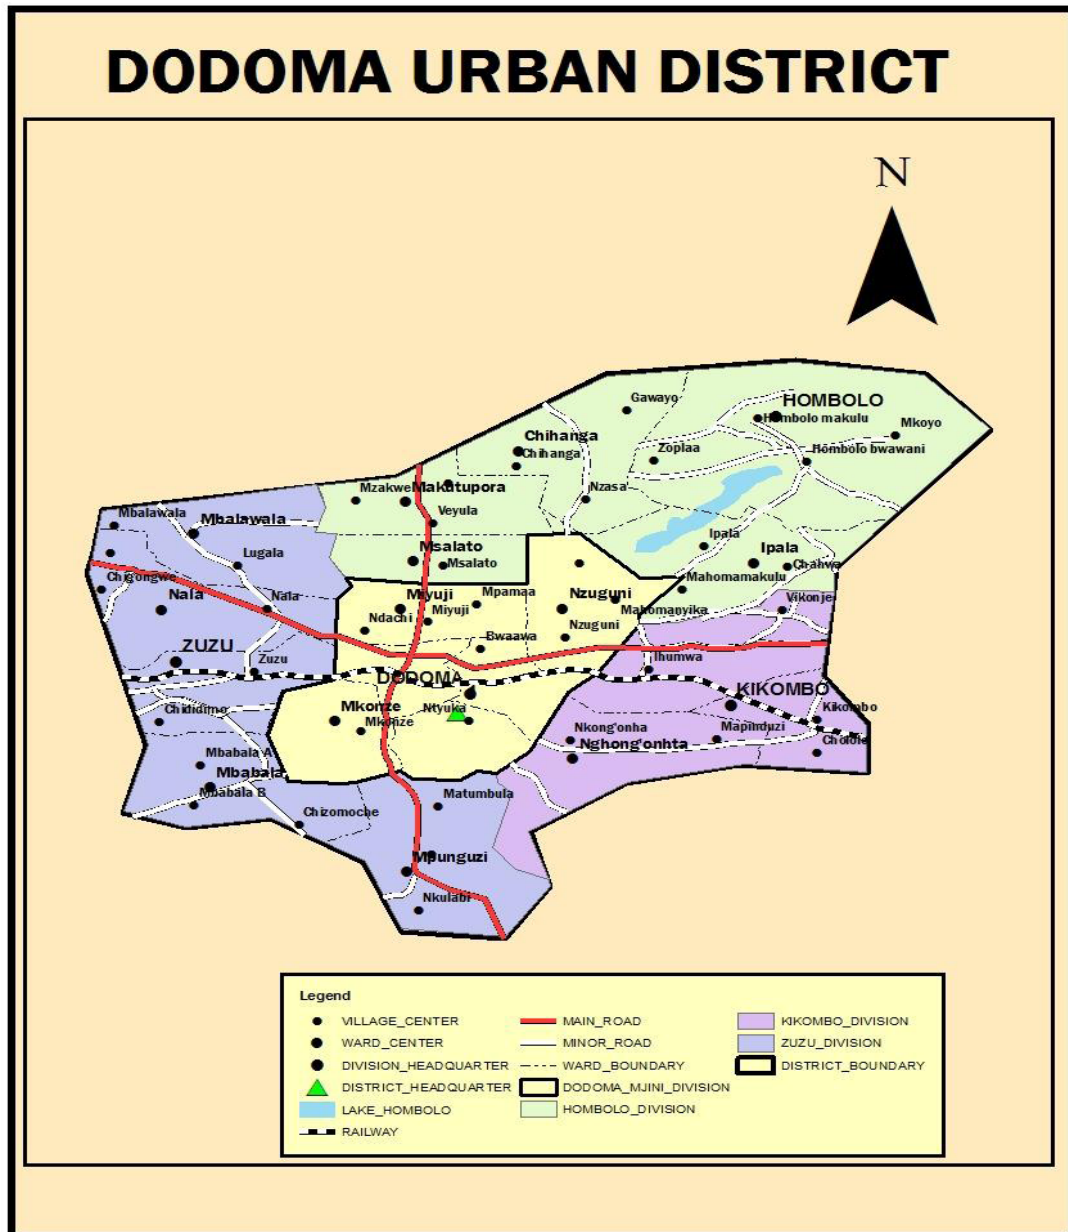 DODOMA URBAN DISTRICT
N
Gawayo
HOMBOLO
Hombolo makulu
Mkoyo
Chihanga
Chihanga
Zoplaa
Hombolo bwawani
Mzakwe
Makutupora
Nzasa
Veyula
Mbalawala
Mbalawala
Msalato
Msalato
Ipala
Ipala
Chahwa
Lugala
Chigongwe
Mahomamakulu
Nala
Nala
Miyuji
Miyuji
Mpamaa
Nzuguni
Nzuguni
Mahomanyika
Vikonje
Ndachi
Bwaawa
ZUZU
Zuzu
Ihumwa
DODOMA
KIKOMBO
Kikombo
Chididimo
Mkonze
Mkonze
Ntyuka
Nkong'onha
Mapinduzi
Nghong'onhta
Cholole
Mbabala A
Mbabala
Mbabala B
Chizomoche
Matumbula
Mpunguzi
Nkulabi
Legend
VILLAGE_CENTER
WARD_CENTER
DIVISION_HEADQUARTER
DISTRICT_HEADQUARTER
LAKE_HOMBOLO
RAILWAY
MAIN_ROAD
MINOR_ROAD
WARD_BOUNDARY
DODOMA_MJINI_DIVISION
HOMBOLO_DIVISION
KIKOMBO_DIVISION
ZUZU_DIVISION
DISTRICT_BOUNDARY